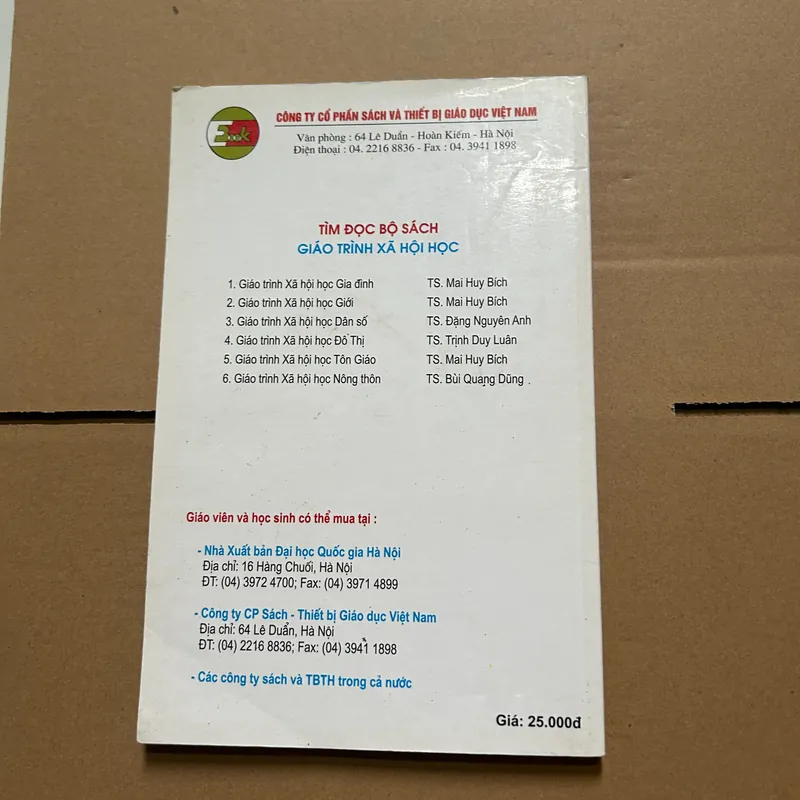 Ebook
CÔNG TY CỔ PHẦN SÁCH VÀ THIẾT BỊ GIÁO DỤC VIỆT NAM
Văn phòng : 64 Lê Duẩn - Hoàn Kiếm - Hà Nội
Điện thoại : 04. 2216 8836 - Fax : 04. 3941 1898
TÌM ĐỌC BỘ SÁCH
GIÁO TRÌNH XÃ HỘI HỌC
1. Giáo trình Xã hội học Gia đình TS. Mai Huy Bích
2. Giáo trình Xã hội học Giới TS. Mai Huy Bích
3. Giáo trình Xã hội học Dân số TS. Đặng Nguyên Anh
4. Giáo trình Xã hội học Đô Thị TS. Trịnh Duy Luân
5. Giáo trình Xã hội học Tôn Giáo TS. Mai Huy Bích
6. Giáo trình Xã hội học Nông thôn TS. Bùi Quang Dũng
Giáo viên và học sinh có thể mua tại :
- Nhà Xuất bản Đại học Quốc gia Hà Nội
Địa chỉ: 16 Hàng Chuối, Hà Nội
ĐT: (04) 3972 4700; Fax: (04) 3971 4899
- Công ty CP Sách - Thiết bị Giáo dục Việt Nam
Địa chỉ: 64 Lê Duẩn, Hà Nội
ĐT: (04) 2216 8836; Fax: (04) 3941 1898
- Các công ty sách và TBTH trong cả nước
Giá: 25.000đ